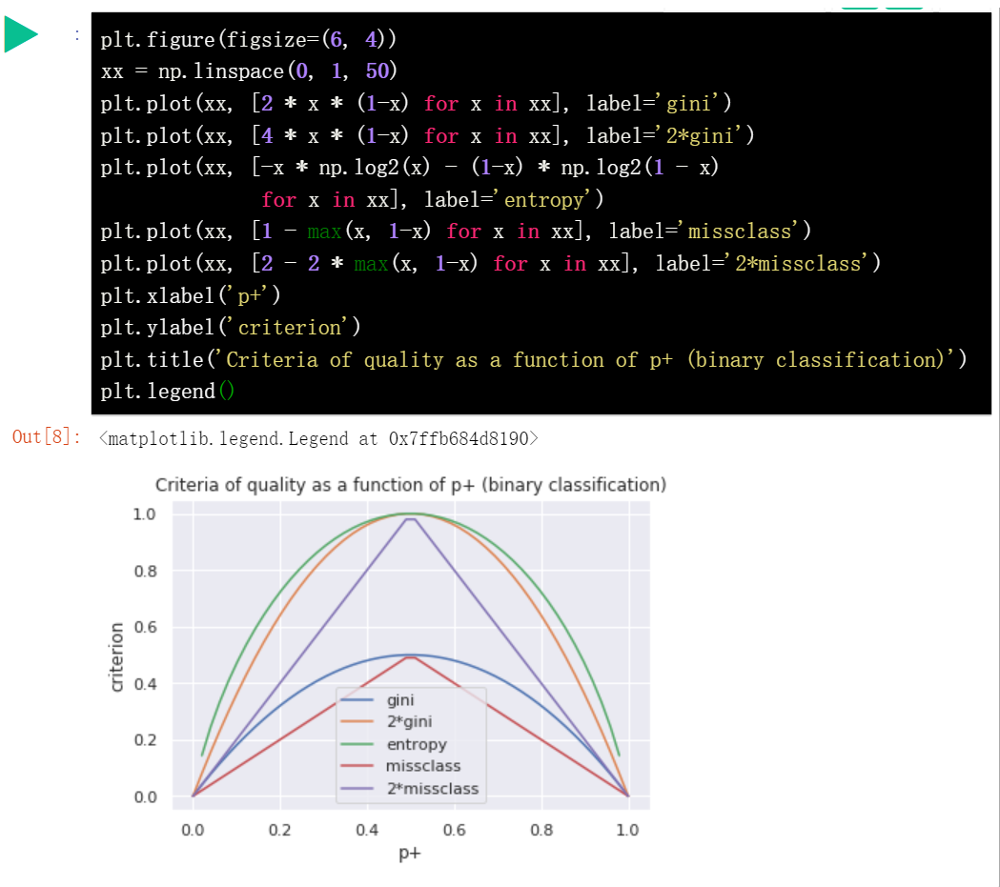 :
plt.figure(figsize=(6, 4))
xx = np.linspace(0, 1, 50)
plt.plot(xx, [2 * x * (1-x) for x in xx], label='gini')
plt.plot(xx, [4 * x * (1-x) for x in xx], label='2*gini')
plt.plot(xx, [-x * np.log2(x) - (1-x) * np.log2(1 - x)
for x in xx], label='entropy')
plt.plot(xx, [1 - max(x, 1-x) for x in xx], label='missclass')
plt.plot(xx, [2 - 2 * max(x, 1-x) for x in xx], label='2*missclass')
plt.xlabel('p+')
plt.ylabel('criterion')
plt.title('Criteria of quality as a function of p+ (binary classification)')
plt.legend()
Out[8]: <matplotlib.legend.Legend at 0x7ffb684d8190>
Criteria of quality as a function of p+ (binary classification)
1.0
0.8
0.6
0.4
0.2
0.0
criterion
gini
2*gini
entropy
missclass
2*missclass
0.0 0.2 0.4 0.6 0.8 1.0
p+